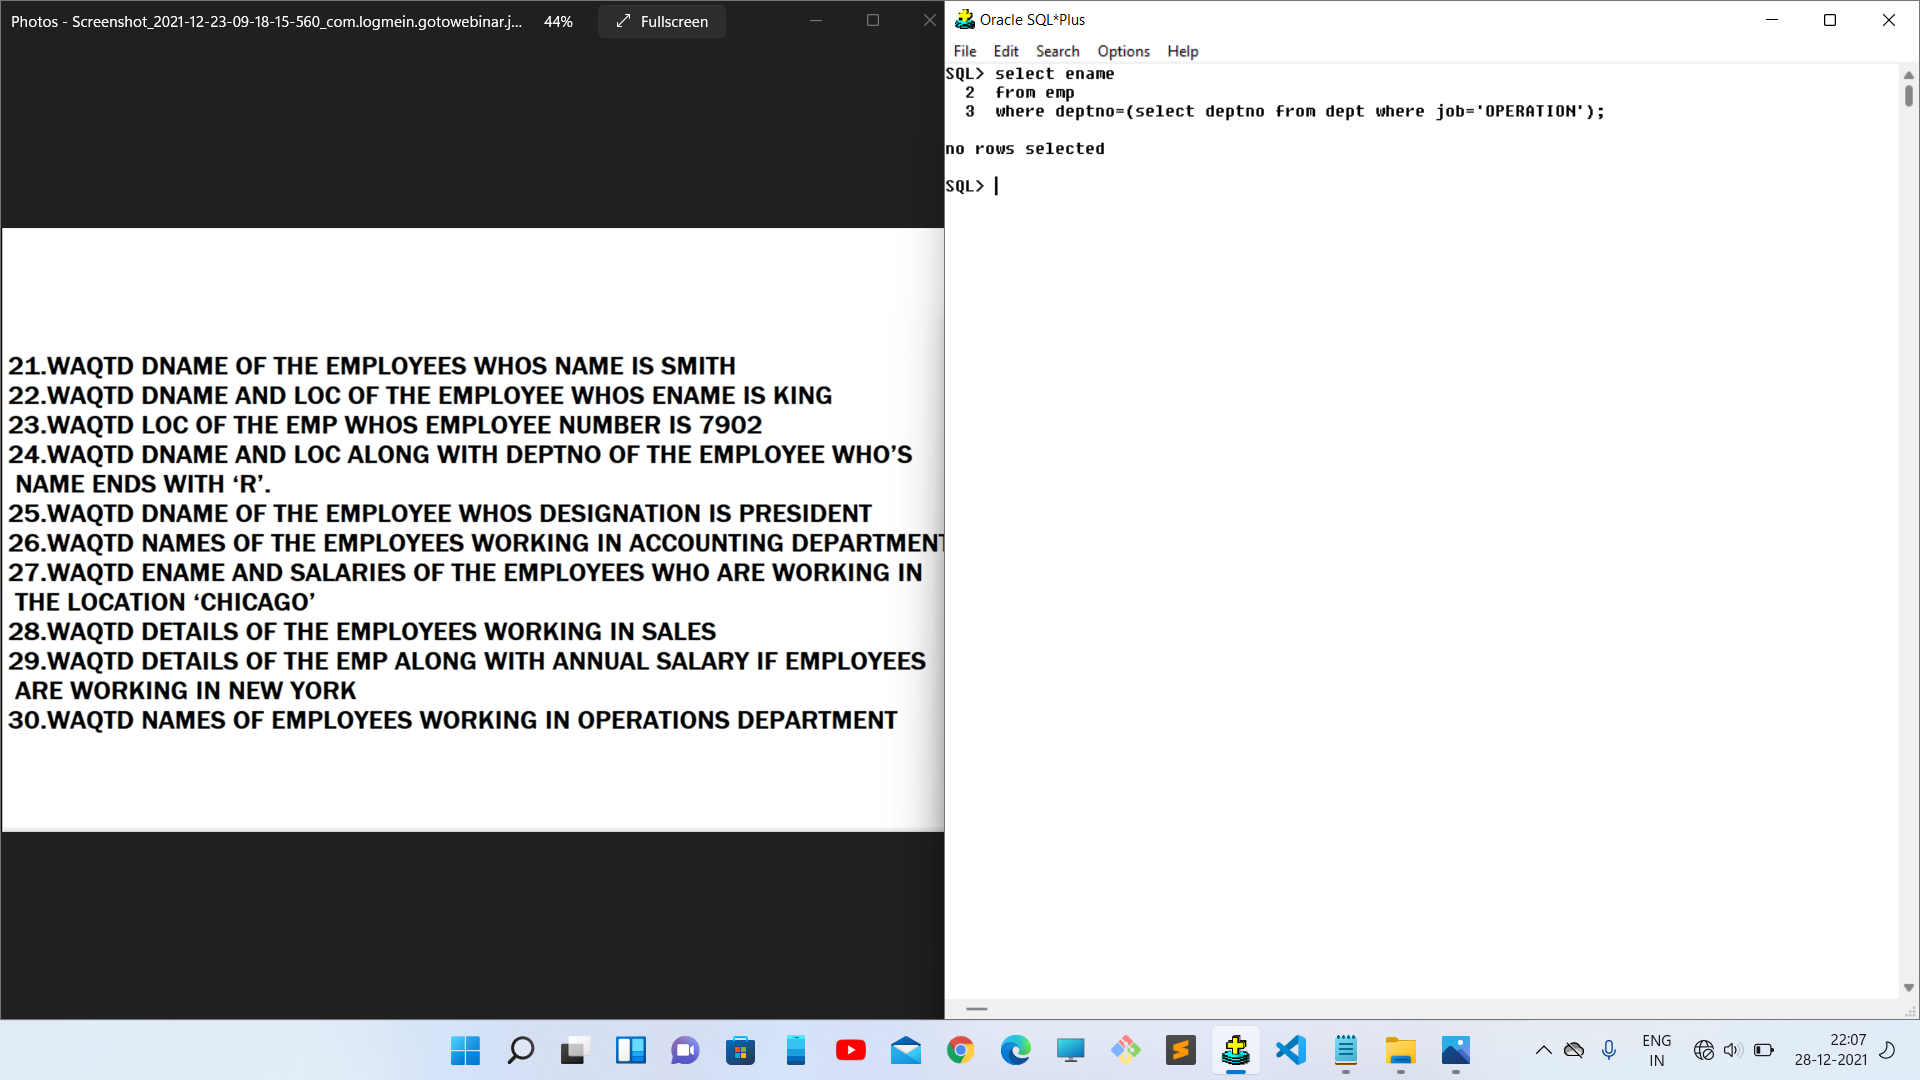 Photos - Screenshot_2021-12-23-09-18-15-560_com.logmein.gotowebinar.j...
44%
Fullscreen
21.WAQTD DNAME OF THE EMPLOYEES WHOS NAME IS SMITH
22.WAQTD DNAME AND LOC OF THE EMPLOYEE WHOS ENAME IS KING
23.WAQTD LOC OF THE EMP WHOS EMPLOYEE NUMBER IS 7902
24.WAQTD DNAME AND LOC ALONG WITH DEPTNO OF THE EMPLOYEE WHO’S
NAME ENDS WITH ‘R’.
25.WAQTD DNAME OF THE EMPLOYEE WHOS DESIGNATION IS PRESIDENT
26.WAQTD NAMES OF THE EMPLOYEES WORKING IN ACCOUNTING DEPARTMENT
27.WAQTD ENAME AND SALARIES OF THE EMPLOYEES WHO ARE WORKING IN
THE LOCATION ‘CHICAGO’
28.WAQTD DETAILS OF THE EMPLOYEES WORKING IN SALES
29.WAQTD DETAILS OF THE EMP ALONG WITH ANNUAL SALARY IF EMPLOYEES
ARE WORKING IN NEW YORK
30.WAQTD NAMES OF EMPLOYEES WORKING IN OPERATIONS DEPARTMENT
Oracle SQL*Plus
File Edit Search Options Help
SQL> select ename
2 from emp
3 where deptno=(select deptno from dept where job='OPERATION');
no rows selected
SQL>
ENG
IN
22:07
28-12-2021